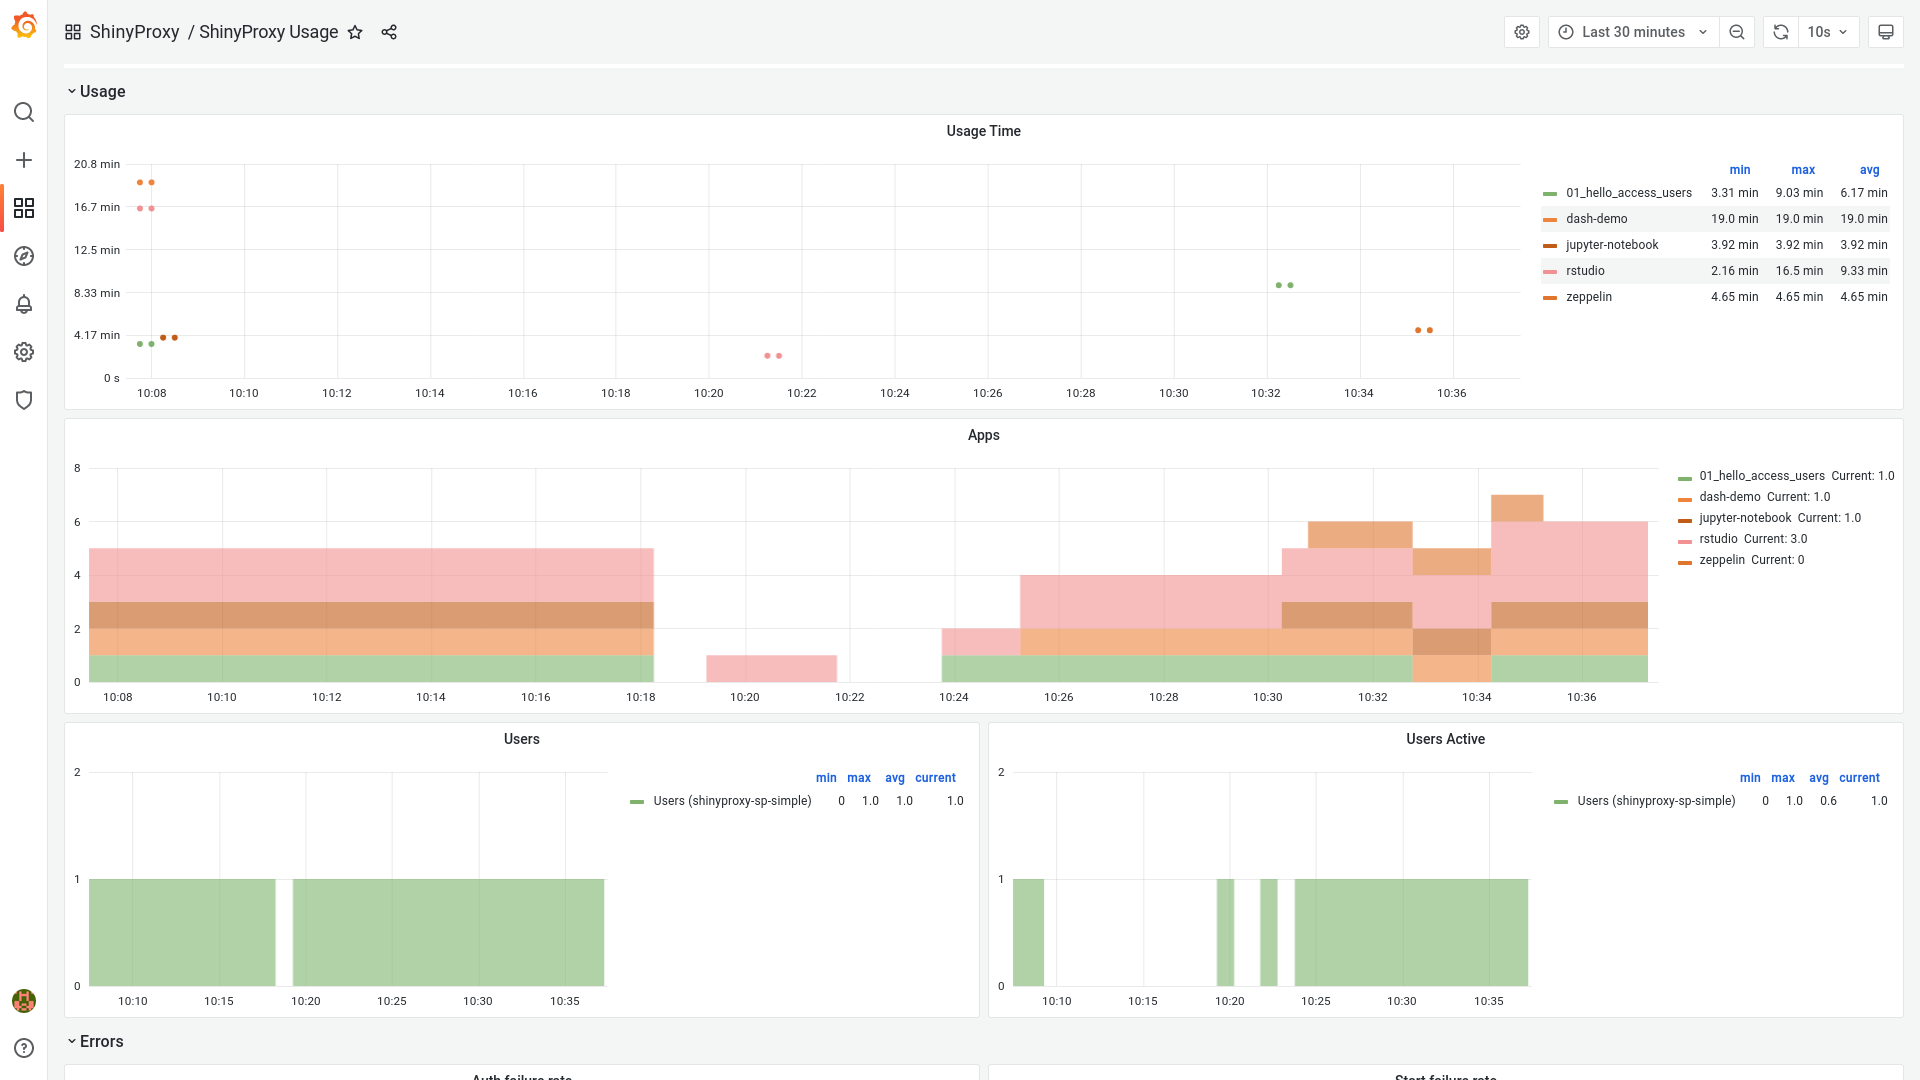 ShinyProxy / ShinyProxy Usage
Last 30 minutes
10s
Usage
Usage Time
20.8 min
16.7 min
12.5 min
8.33 min
4.17 min
0 s
10:08 10:10 10:12 10:14 10:16 10:18 10:20 10:22 10:24 10:26 10:28 10:30 10:32 10:34 10:36
min max avg
01_hello_access_users 3.31 min 9.03 min 6.17 min
dash-demo 19.0 min 19.0 min 19.0 min
jupyter-notebook 3.92 min 3.92 min 3.92 min
rstudio 2.16 min 16.5 min 9.33 min
zeppelin 4.65 min 4.65 min 4.65 min
Apps
8
6
4
2
0
10:08 10:10 10:12 10:14 10:16 10:18 10:20 10:22 10:24 10:26 10:28 10:30 10:32 10:34 10:36
01_hello_access_users Current: 1.0
dash-demo Current: 1.0
jupyter-notebook Current: 1.0
rstudio Current: 3.0
zeppelin Current: 0
Users
2
1
0
10:10 10:15 10:20 10:25 10:30 10:35
min max avg current
Users (shinyproxy-sp-simple) 0 1.0 1.0 1.0
Users Active
2
1
0
10:10 10:15 10:20 10:25 10:30 10:35
min max avg current
Users (shinyproxy-sp-simple) 0 1.0 0.6 1.0
Errors
Auth failure rate
Start failure rate